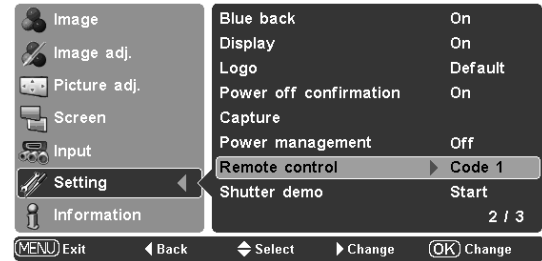 Image
Image adj.
Picture adj.
Screen
Input
Setting
Information
Blue back On
Display On
Logo Default
Power off confirmation On
Capture
Power management Off
Remote control Code 1
Shutter demo Start
2 / 3
MENU Exit Back Select Change OK Change